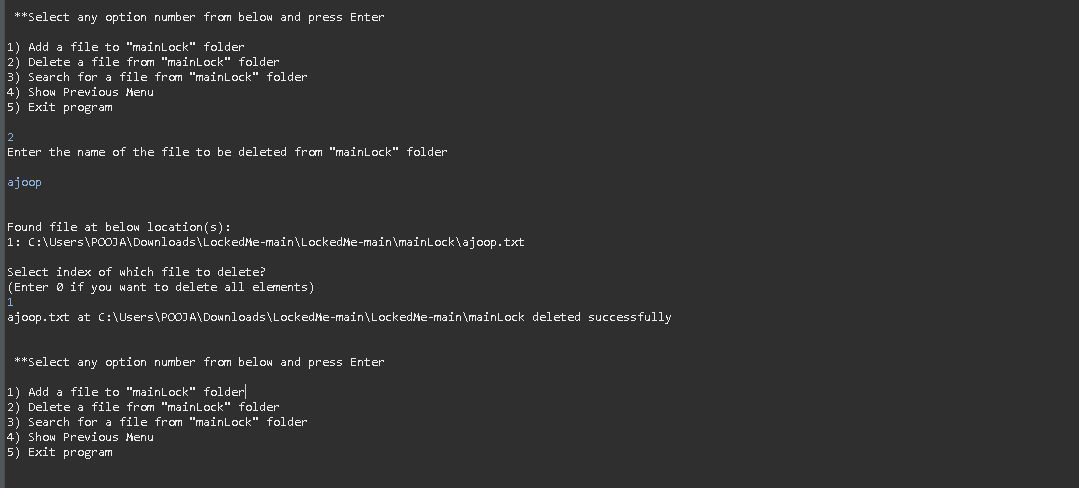 **Select any option number from below and press Enter
1) Add a file to "mainLock" folder
2) Delete a file from "mainLock" folder
3) Search for a file from "mainLock" folder
4) Show Previous Menu
5) Exit program
2
Enter the name of the file to be deleted from "mainLock" folder
ajoop
Found file at below location(s):
1: C:\Users\POOJA\Downloads\LockedMe-main\LockedMe-main\mainLock\ajoop.txt
Select index of which file to delete?
(Enter 0 if you want to delete all elements)
1
ajoop.txt at C:\Users\POOJA\Downloads\LockedMe-main\LockedMe-main\mainLock deleted successfully
**Select any option number from below and press Enter
1) Add a file to "mainLock" folder
2) Delete a file from "mainLock" folder
3) Search for a file from "mainLock" folder
4) Show Previous Menu
5) Exit program